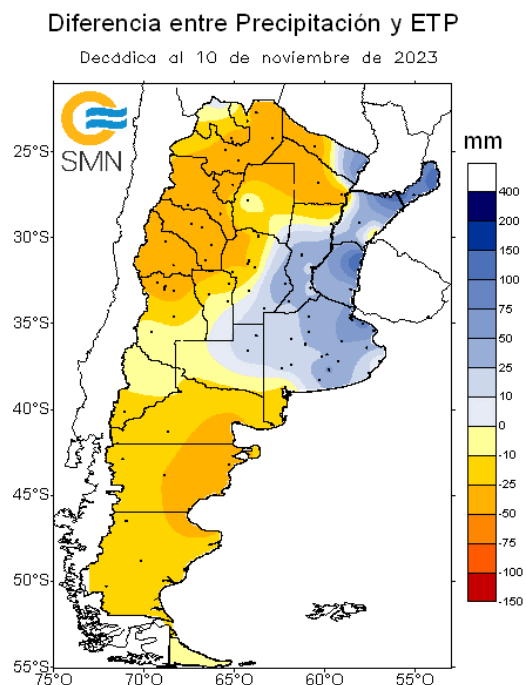 Diferencia entre Precipitación y ETP
Decádica al 10 de noviembre de 2023
SMN
mm
400
200
150
100
75
50
25
10
0
-10
-25
-50
-75
-100
-150
25°S
30°S
35°S
40°S
45°S
50°S
55°S
75°O
70°O
65°O
60°O
55°O